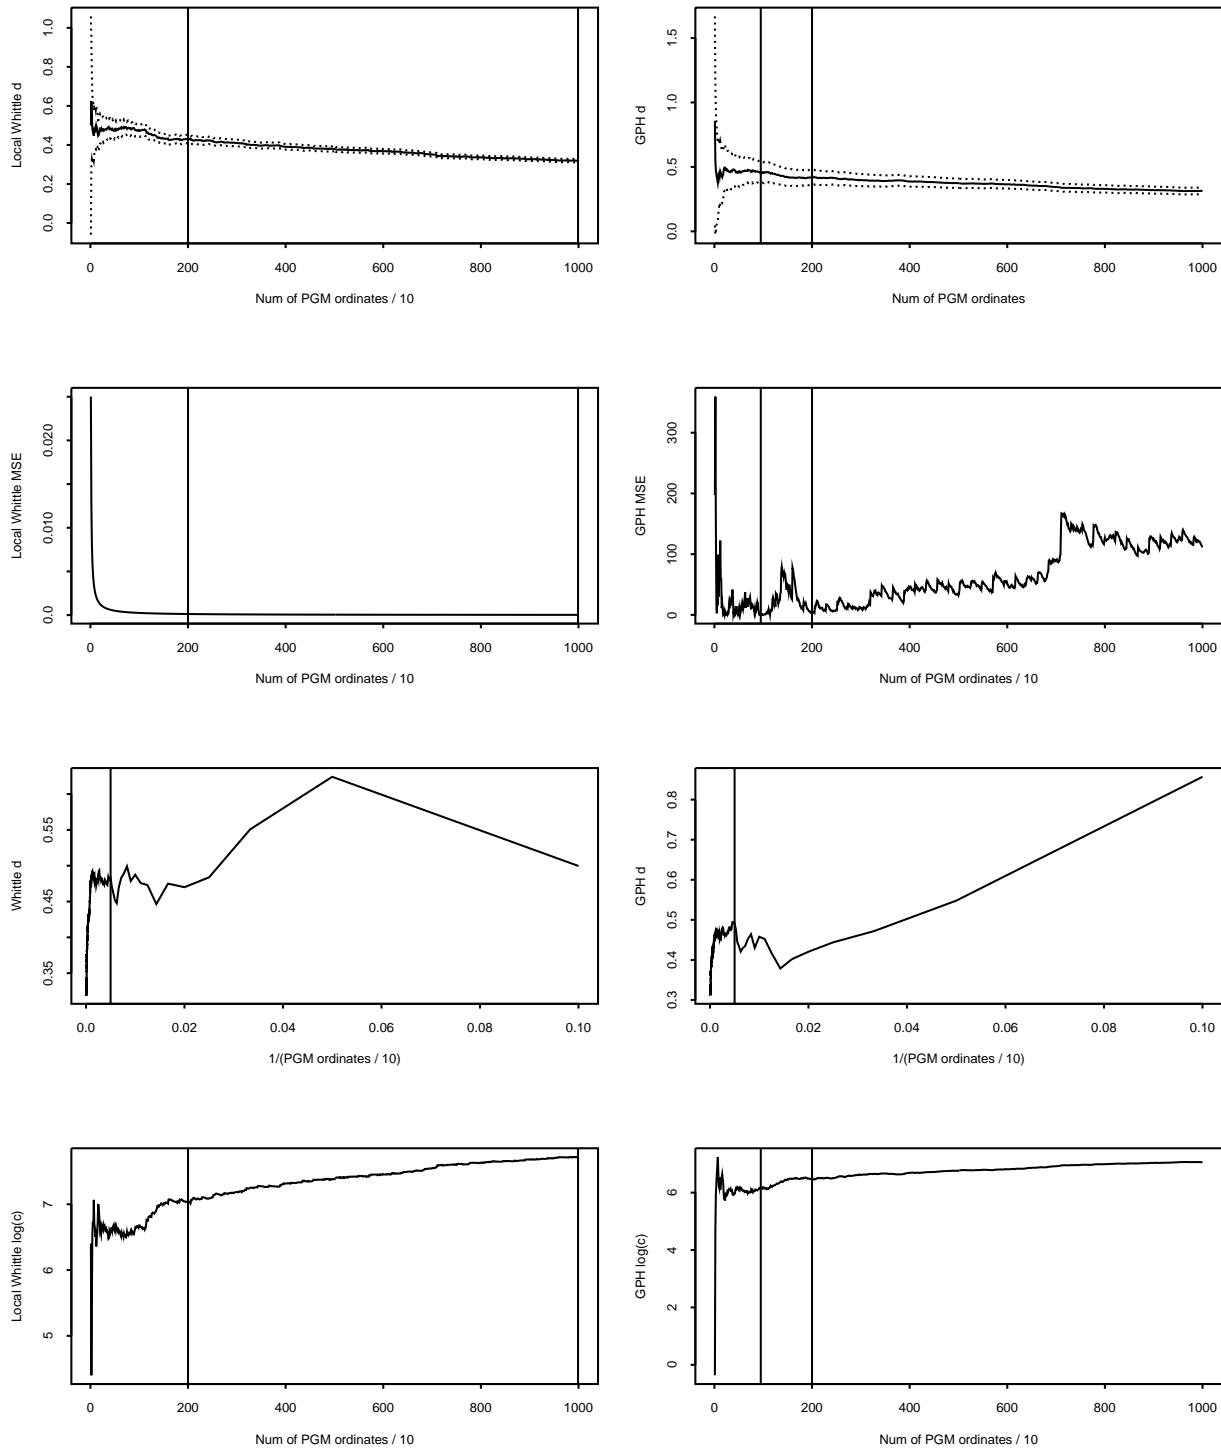 Local Whittle d
0.0 0.2 0.4 0.6 0.8 1.0
0 200 400 600 800 1000
Num of PGM ordinates / 10
GPH d
0.0 0.5 1.0 1.5
0 200 400 600 800 1000
Num of PGM ordinates
Local Whittle MSE
0.0 0.010 0.020
0 200 400 600 800 1000
Num of PGM ordinates / 10
GPH MSE
0 100 200 300
0 200 400 600 800 1000
Num of PGM ordinates / 10
Whittle d
0.35 0.45 0.55
0.0 0.02 0.04 0.06 0.08 0.10
1/(PGM ordinates / 10)
GPH d
0.3 0.4 0.5 0.6 0.7 0.8
0.0 0.02 0.04 0.06 0.08 0.10
1/(PGM ordinates / 10)
Local Whittle log(c)
5 6 7
0 200 400 600 800 1000
Num of PGM ordinates / 10
GPH log(c)
0 2 4 6
0 200 400 600 800 1000
Num of PGM ordinates / 10